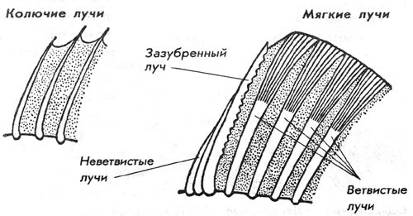 Колючие лучи
Мягкие лучи
Зазубренный
луч
Неветвистые
лучи
Ветвистые
лучи